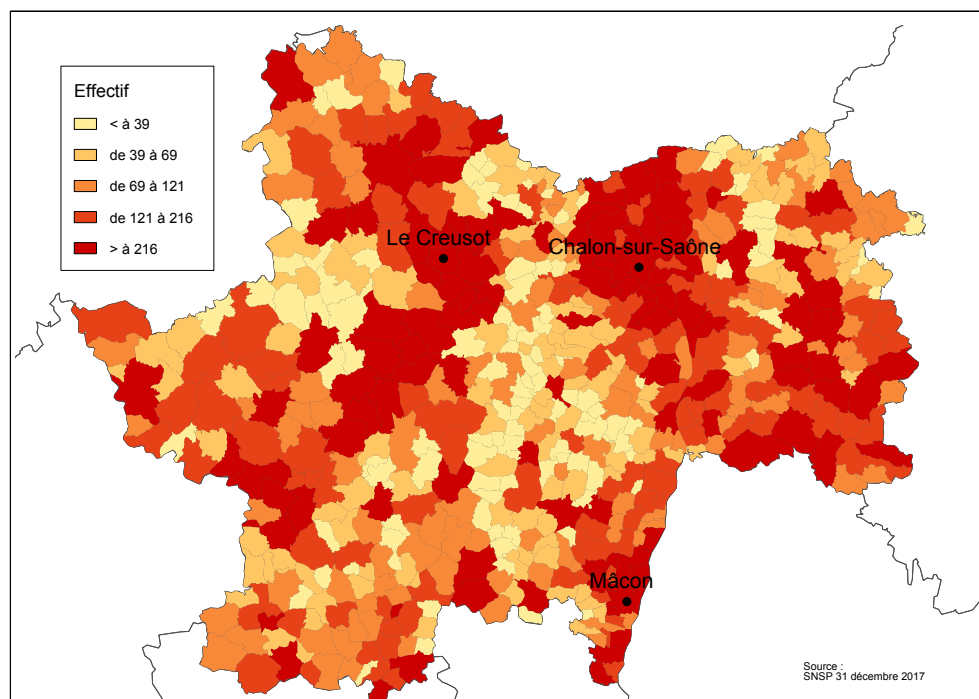 Effectif
< à 39
de 39 à 69
de 69 à 121
de 121 à 216
> à 216
Le Creusot
Chalon-sur-Saône
Mâcon
Source :
SNSP 31 décembre 2017